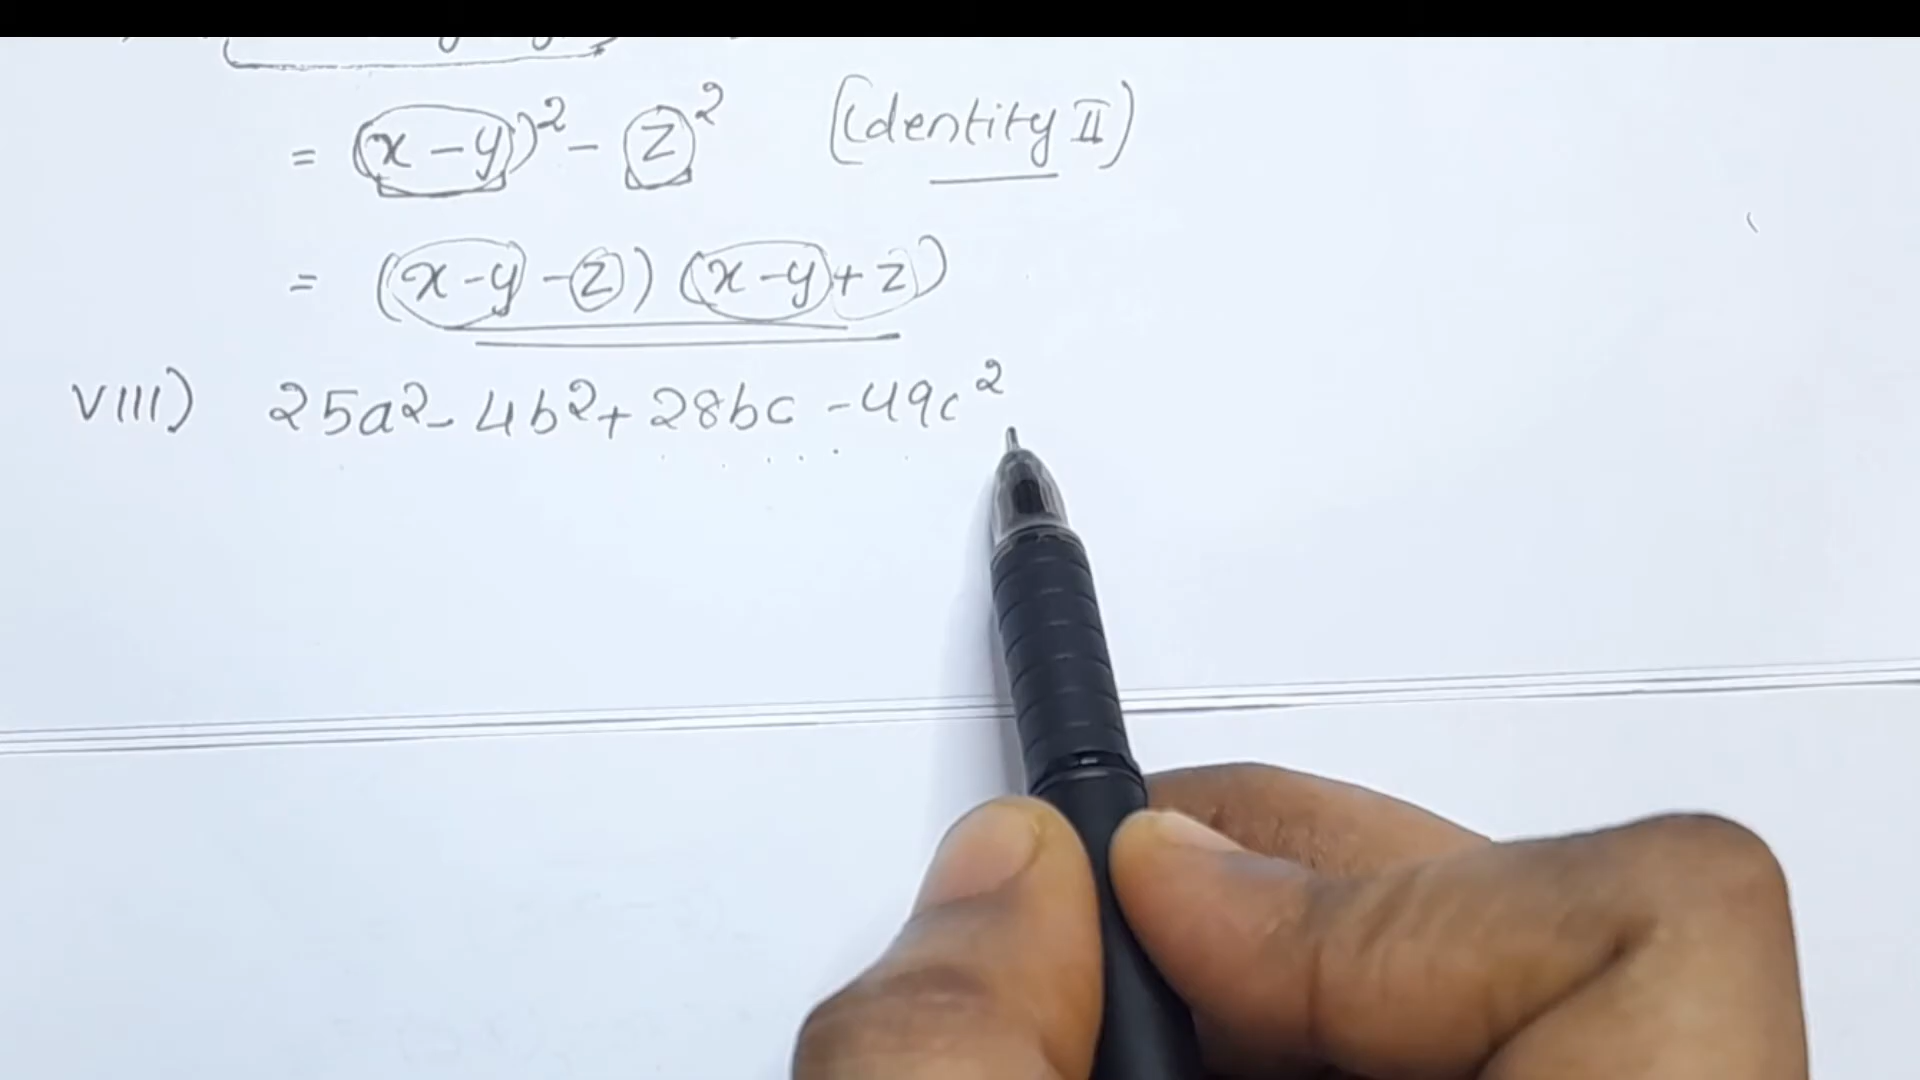 = (x - y)² - z² (Identity II)
= (x-y-z) (x-y+z)
VIII) 25a² - 4b² + 28bc - 49c²